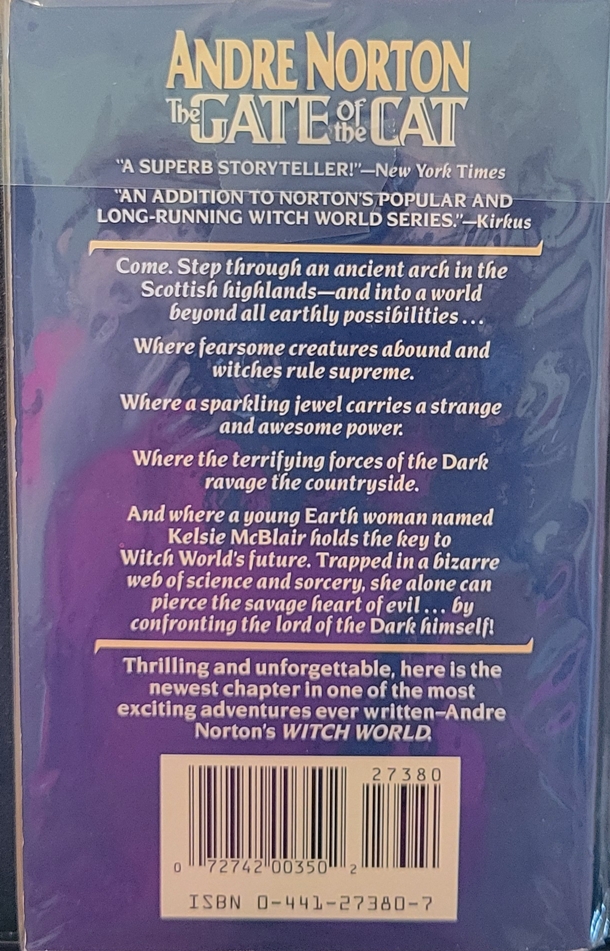 ANDRE NORTON
The GATE of the CAT
"A SUPERB STORYTELLER!"—New York Times
"AN ADDITION TO NORTON'S POPULAR AND
LONG-RUNNING WITCH WORLD SERIES."—Kirkus
Come. Step through an ancient arch in the
Scottish highlands—and into a world
beyond all earthly possibilities...
Where fearsome creatures abound and
witches rule supreme.
Where a sparkling jewel carries a strange
and awesome power.
Where the terrifying forces of the Dark
ravage the countryside.
And where a young Earth woman named
Kelsie McBlair holds the key to
Witch World's future. Trapped in a bizarre
web of science and sorcery, she alone can
pierce the savage heart of evil... by
confronting the lord of the Dark himself!
Thrilling and unforgettable, here is the
newest chapter in one of the most
exciting adventures ever written—Andre
Norton's WITCH WORLD.
27380
0 72742 00350 2
ISBN 0-441-27380-7